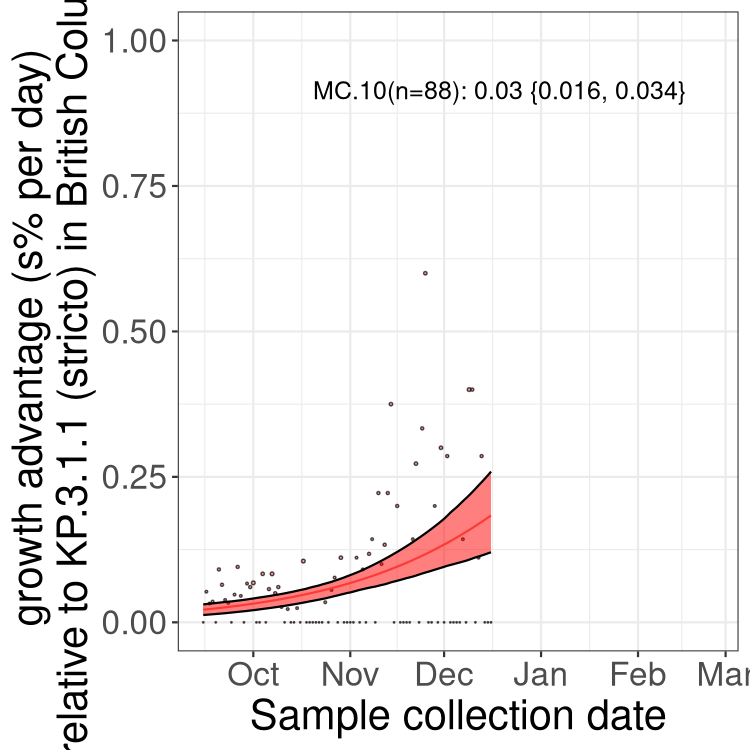 growth advantage (s% per day)
relative to KP.3.1.1 (stricto) in British Colu
1.00
0.75
0.50
0.25
0.00
MC.10(n=88): 0.03 {0.016, 0.034}
Oct Nov Dec Jan Feb Mar
Sample collection date